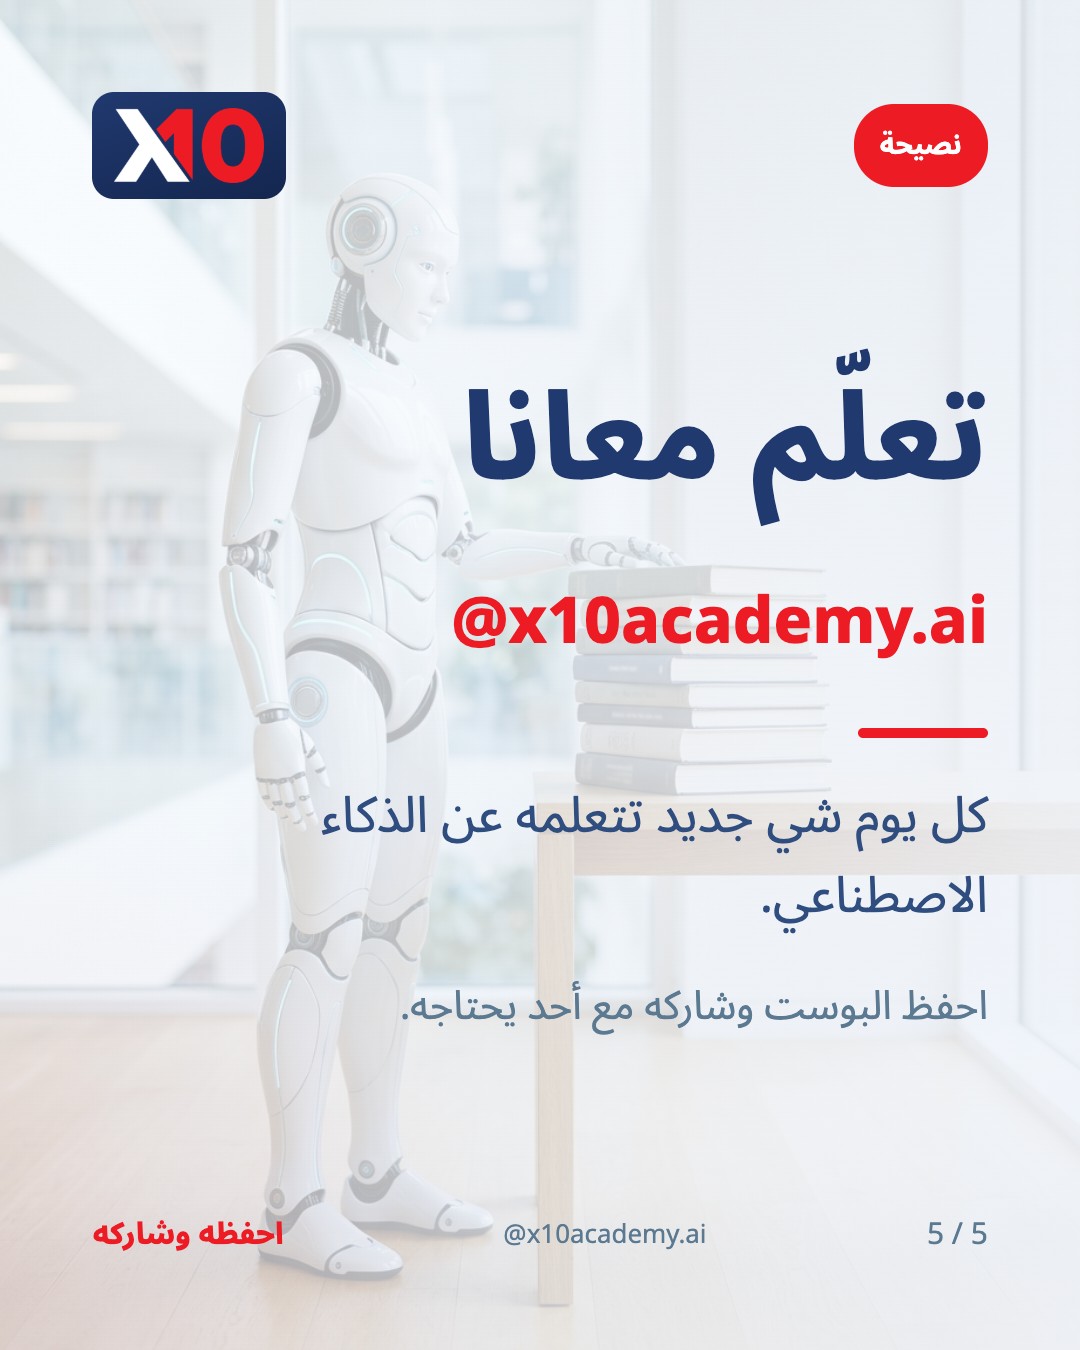 X10
نصيحة
تعلّم معانا
@x10academy.ai
كل يوم شي جديد تتعلمه عن الذكاء
الاصطناعي.
احفظ البوست وشاركه مع أحد يحتاجه.
احفظه وشاركه
@x10academy.ai
5 / 5